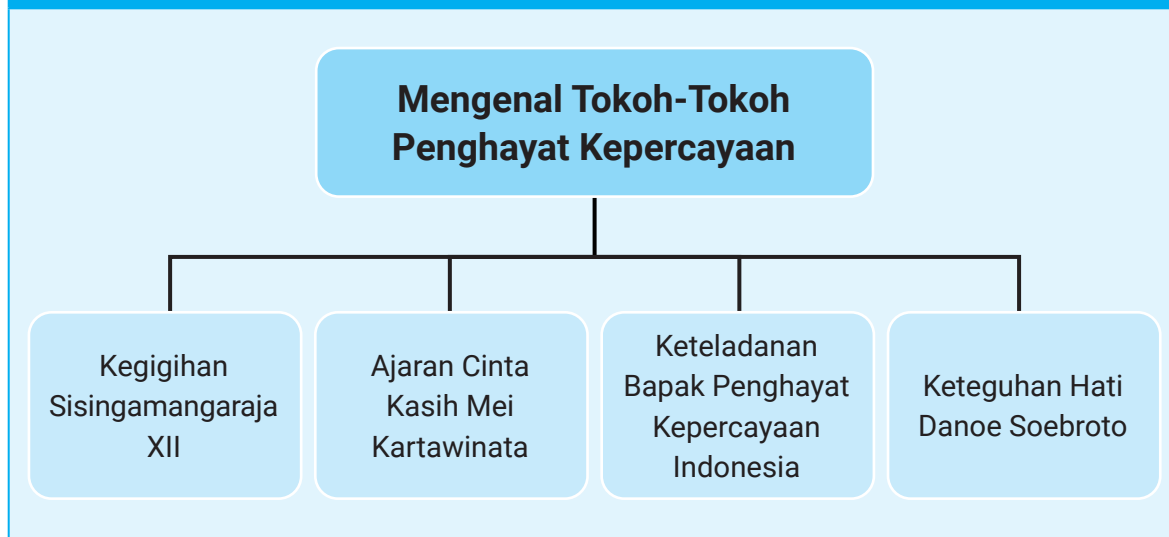 Mengenal Tokoh-Tokoh
Penghayat Kepercayaan
Kegigihan
Sisingamangaraja
XII
Ajaran Cinta
Kasih Mei
Kartawinata
Keteladanan
Bapak Penghayat
Kepercayaan
Indonesia
Keteguhan Hati
Danoe Soebroto